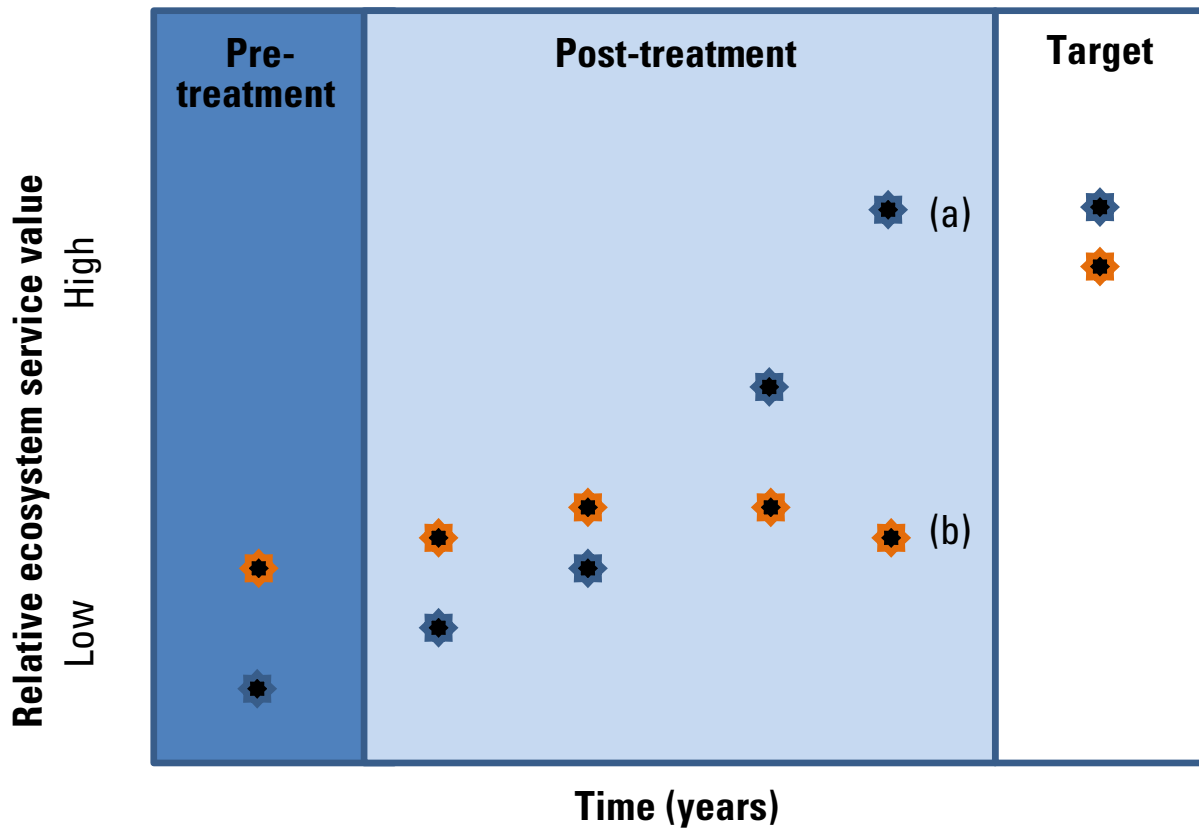 Pre-
treatment
Post-treatment
Target
Relative ecosystem service value
High
Low
(a)
(b)
Time (years)